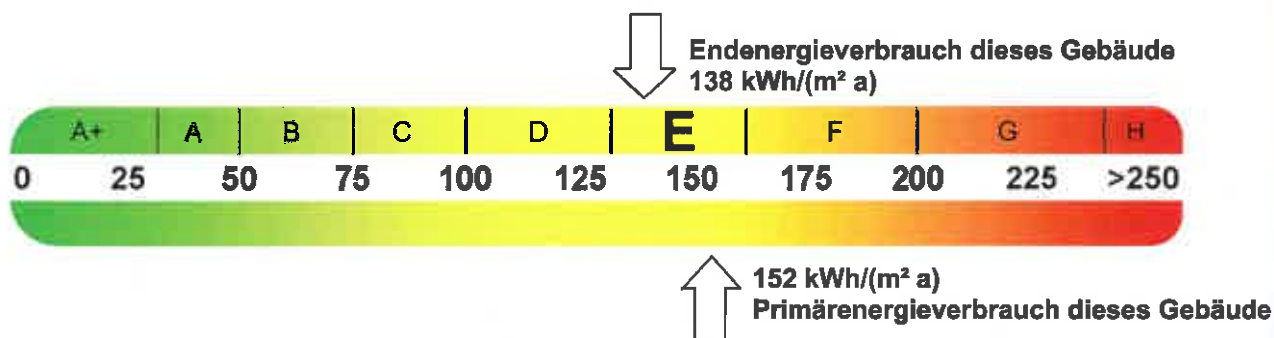 Endenergieverbrauch dieses Gebäude
138 kWh/(m² a)
A+ A B C D E F G H
0 25 50 75 100 125 150 175 200 225 >250
152 kWh/(m² a)
Primärenergieverbrauch dieses Gebäude